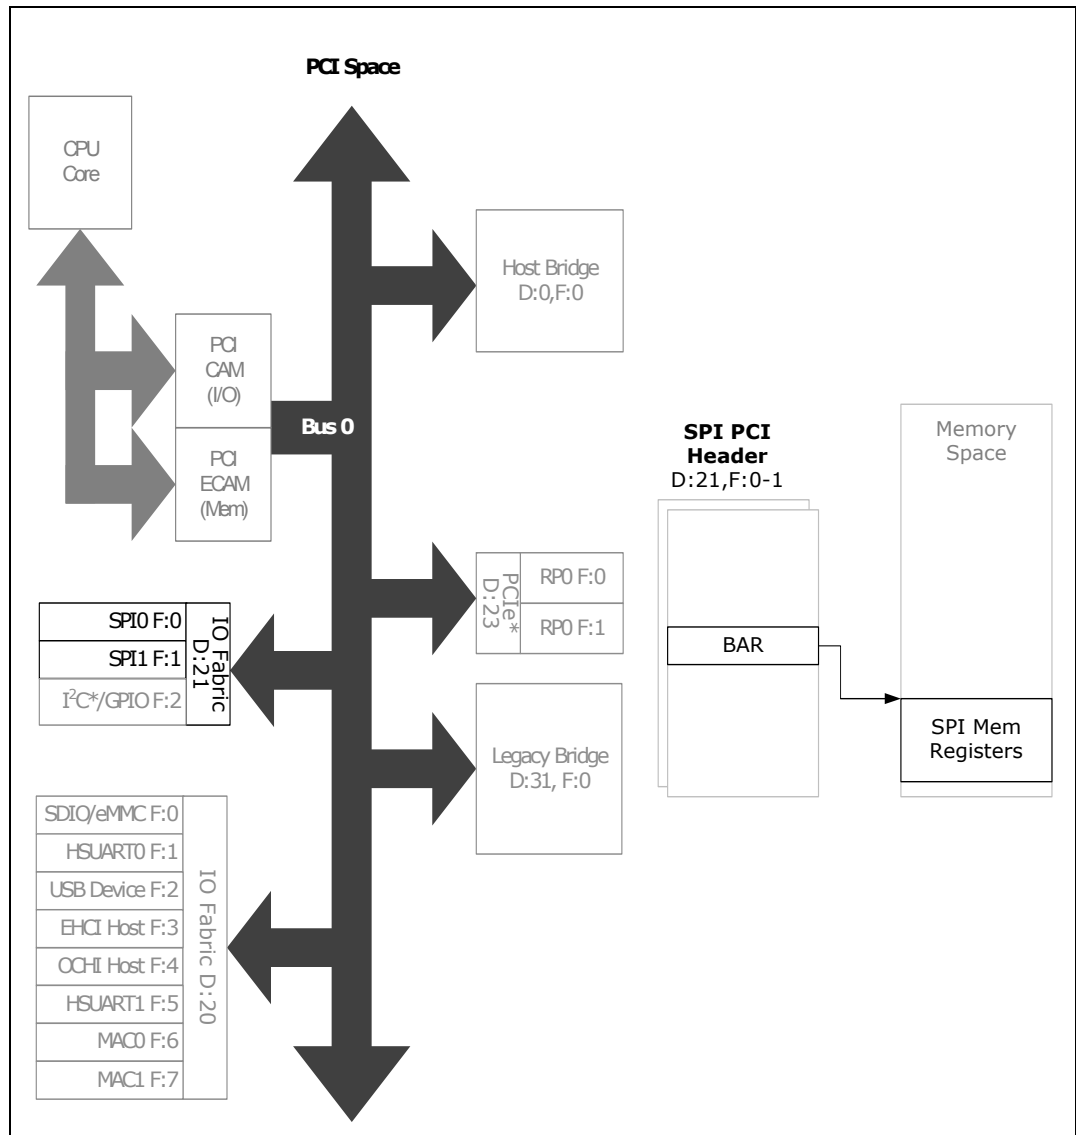 PCI Space
CPU
Core
Host Bridge
D:0,F:0
PCI
CAM
(I/O)
Bus 0
PCI
ECAM
(Mem)
SPI PCI
Header
D:21,F:0-1
Memory
Space
PCIe*
D:23
RP0 F:0
RP0 F:1
SPI0 F:0
SPI1 F:1
I²C*/GPIO F:2
IO Fabric
D:21
BAR
SPI Mem
Registers
Legacy Bridge
D:31, F:0
SDIO/eMMC F:0
HSUART0 F:1
USB Device F:2
EHCI Host F:3
OCHI Host F:4
HSUART1 F:5
MAC0 F:6
MAC1 F:7
IO Fabric D:20